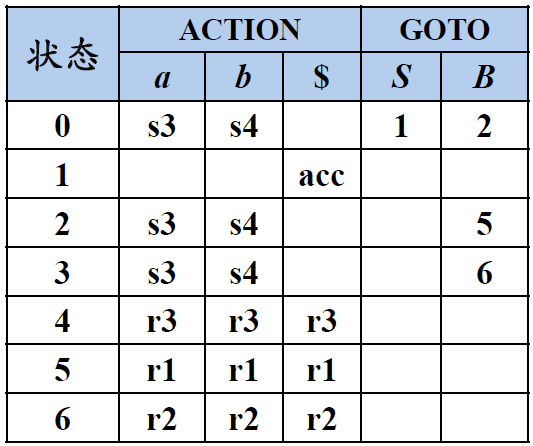 状态 ACTION GOTO
a b $ S B
0 s3 s4 1 2
1 acc
2 s3 s4 5
3 s3 s4 6
4 r3 r3 r3
5 r1 r1 r1
6 r2 r2 r2